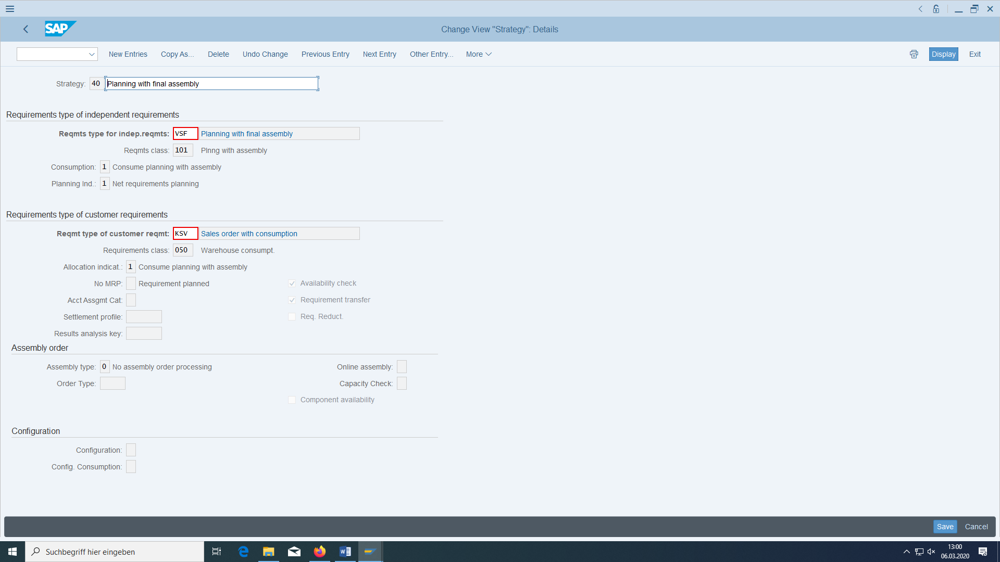 SAP
Change View "Strategy": Details
New Entries Copy As... Delete Undo Change Previous Entry Next Entry Other Entry... More Display Exit
Strategy: 40 Planning with final assembly
Requirements type of independent requirements
Reqmts type for indep.reqmts: VSF Planning with final assembly
Reqmts class: 101 Plnng with assembly
Consumption: 1 Consume planning with assembly
Planning Ind.: 1 Net requirements planning
Requirements type of customer requirements
Reqmt type of customer reqmt: KSV Sales order with consumption
Requirements class: 050 Warehouse consumpt.
Allocation indicat.: 1 Consume planning with assembly
No MRP: Requirement planned Availability check
Acct Assgmt Cat: Requirement transfer
Settlement profile: Req. Reduct.
Results analysis key:
Assembly order
Assembly type: 0 No assembly order processing Online assembly:
Order Type: Capacity Check:
Component availability
Configuration
Configuration:
Config. Consumption:
Save Cancel
Suchbegriff hier eingeben
13:00
06.03.2020